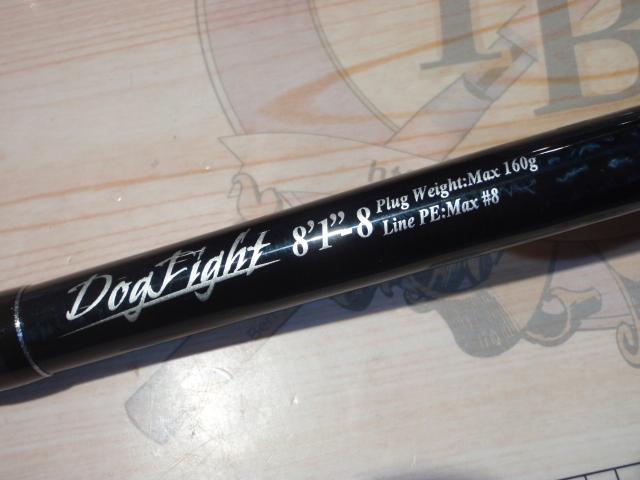 DogFight 8'1"-8
Plug Weight:Max 160g
Line PE:Max #8